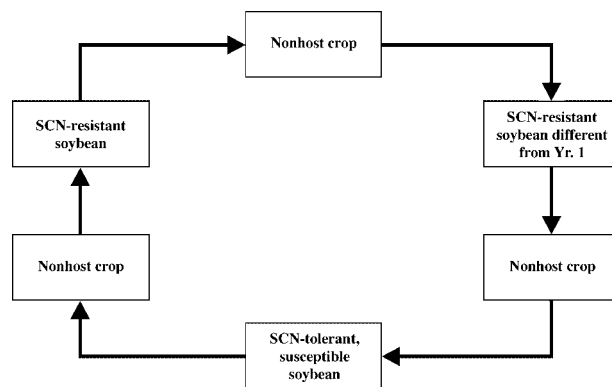 Nonhost crop
SCN-resistant
soybean
SCN-resistant
soybean different
from Yr. 1
Nonhost crop
Nonhost crop
SCN-tolerant,
susceptible
soybean